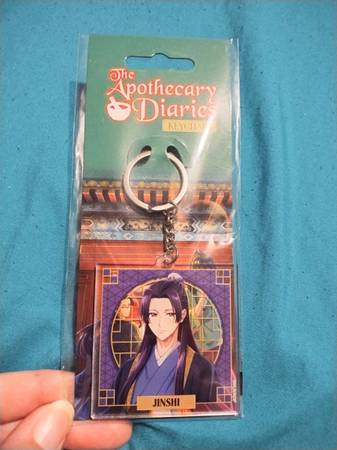 The
Apothecary
Diaries
KEYCHAIN
JINSHI